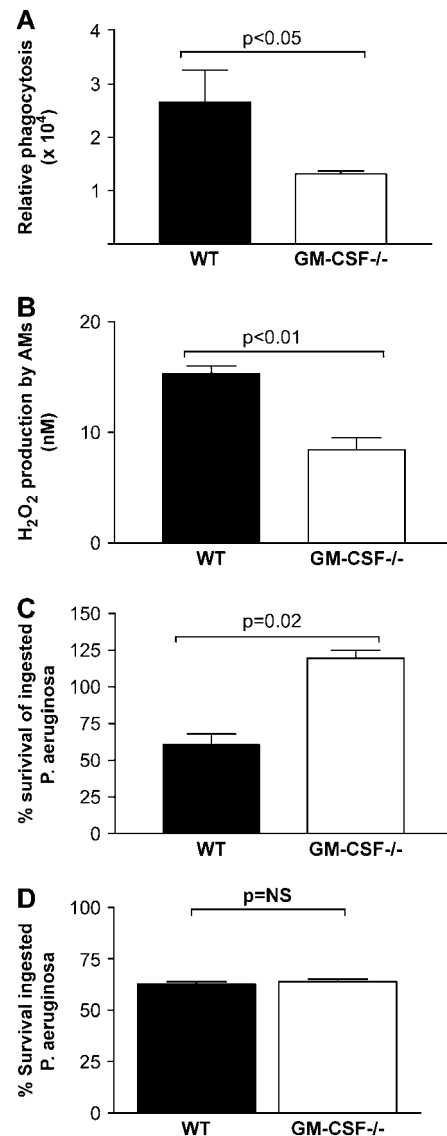 A
Relative phagocytosis
(x 10⁴)
4
3
2
1
p<0.05
WT GM-CSF-/-
B
H₂O₂ production by AMs
(nM)
20
10
0
p<0.01
WT GM-CSF-/-
C
% survival of ingested
P. aeruginosa
150
125
100
75
50
25
0
p=0.02
WT GM-CSF-/-
D
% Survival ingested
P. aeruginosa
100
75
50
25
0
p=NS
WT GM-CSF-/-